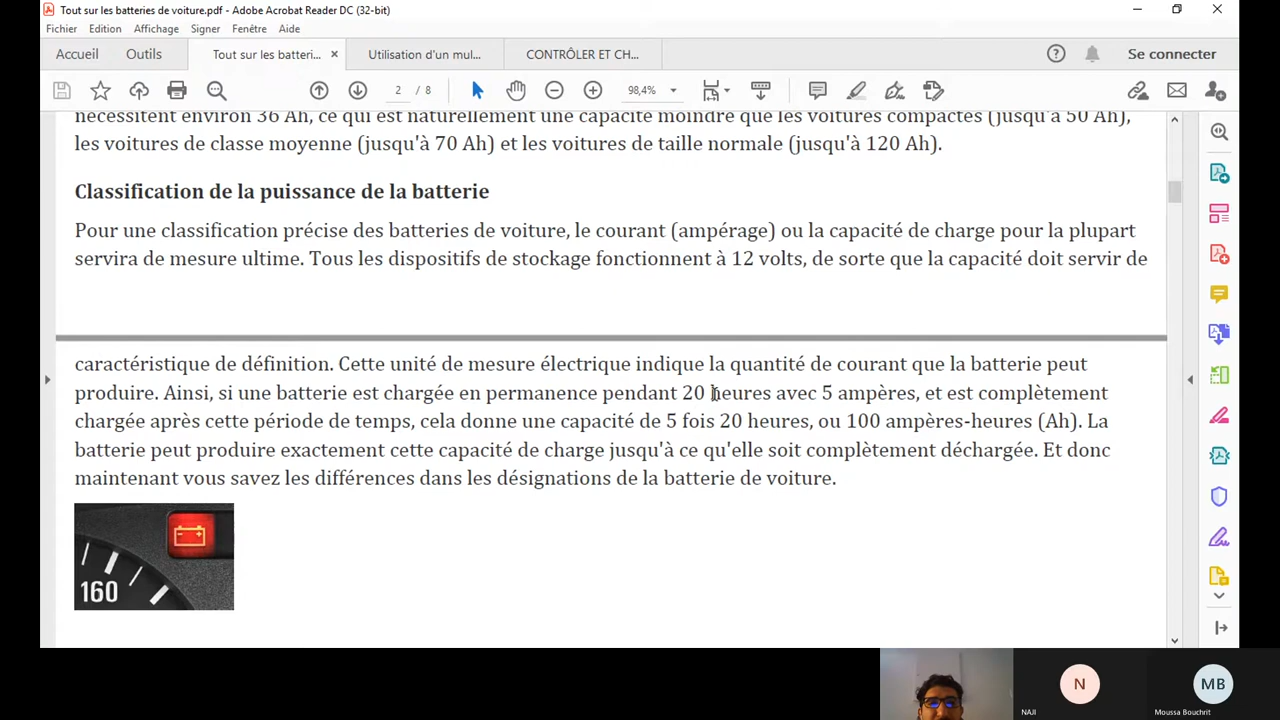 Tout sur les batteries de voiture.pdf - Adobe Acrobat Reader DC (32-bit)
Fichier Edition Affichage Signer Fenêtre Aide
Accueil Outils Tout sur les batteri... × Utilisation d'un mul... CONTRÔLER ET CH... Se connecter
2 / 8 98,4%
nécessitent environ 36 Ah, ce qui est naturellement une capacité moindre que les voitures compactes (jusqu'à 50 Ah),
les voitures de classe moyenne (jusqu'à 70 Ah) et les voitures de taille normale (jusqu'à 120 Ah).
Classification de la puissance de la batterie
Pour une classification précise des batteries de voiture, le courant (ampérage) ou la capacité de charge pour la plupart
servira de mesure ultime. Tous les dispositifs de stockage fonctionnent à 12 volts, de sorte que la capacité doit servir de
caractéristique de définition. Cette unité de mesure électrique indique la quantité de courant que la batterie peut
produire. Ainsi, si une batterie est chargée en permanence pendant 20 heures avec 5 ampères, et est complètement
chargée après cette période de temps, cela donne une capacité de 5 fois 20 heures, ou 100 ampères-heures (Ah). La
batterie peut produire exactement cette capacité de charge jusqu'à ce qu'elle soit complètement déchargée. Et donc
maintenant vous savez les différences dans les désignations de la batterie de voiture.
160
N MB
NAJI Moussa Bouchrit